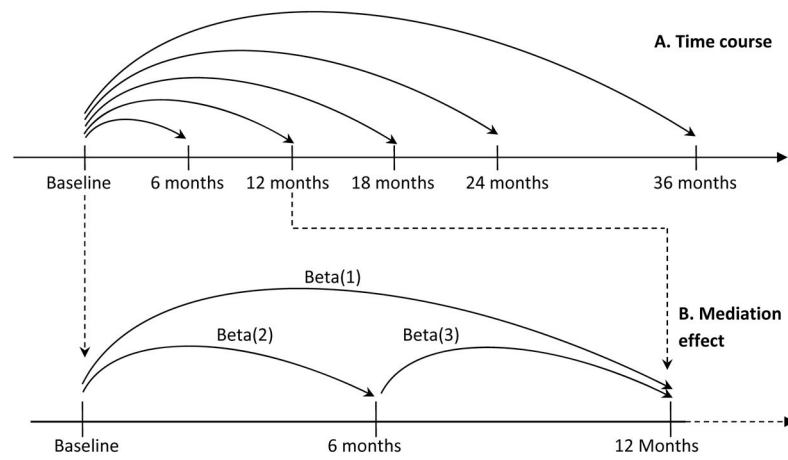 A. Time course
Baseline 6 months 12 months 18 months 24 months 36 months
Beta(1)
B. Mediation
effect
Beta(2) Beta(3)
Baseline 6 months 12 Months